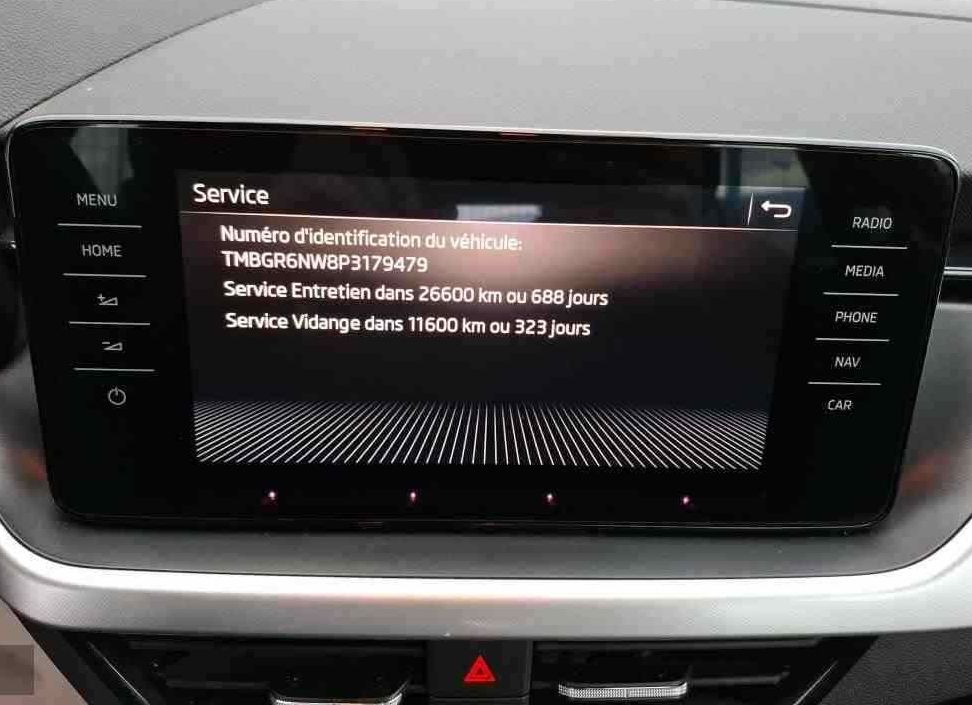 Service
Numéro d'identification du véhicule:
TMBGR6NW8P3179479
Service Entretien dans 26600 km ou 688 jours
Service Vidange dans 11600 km ou 323 jours
MENU
HOME
RADIO
MEDIA
PHONE
NAV
CAR